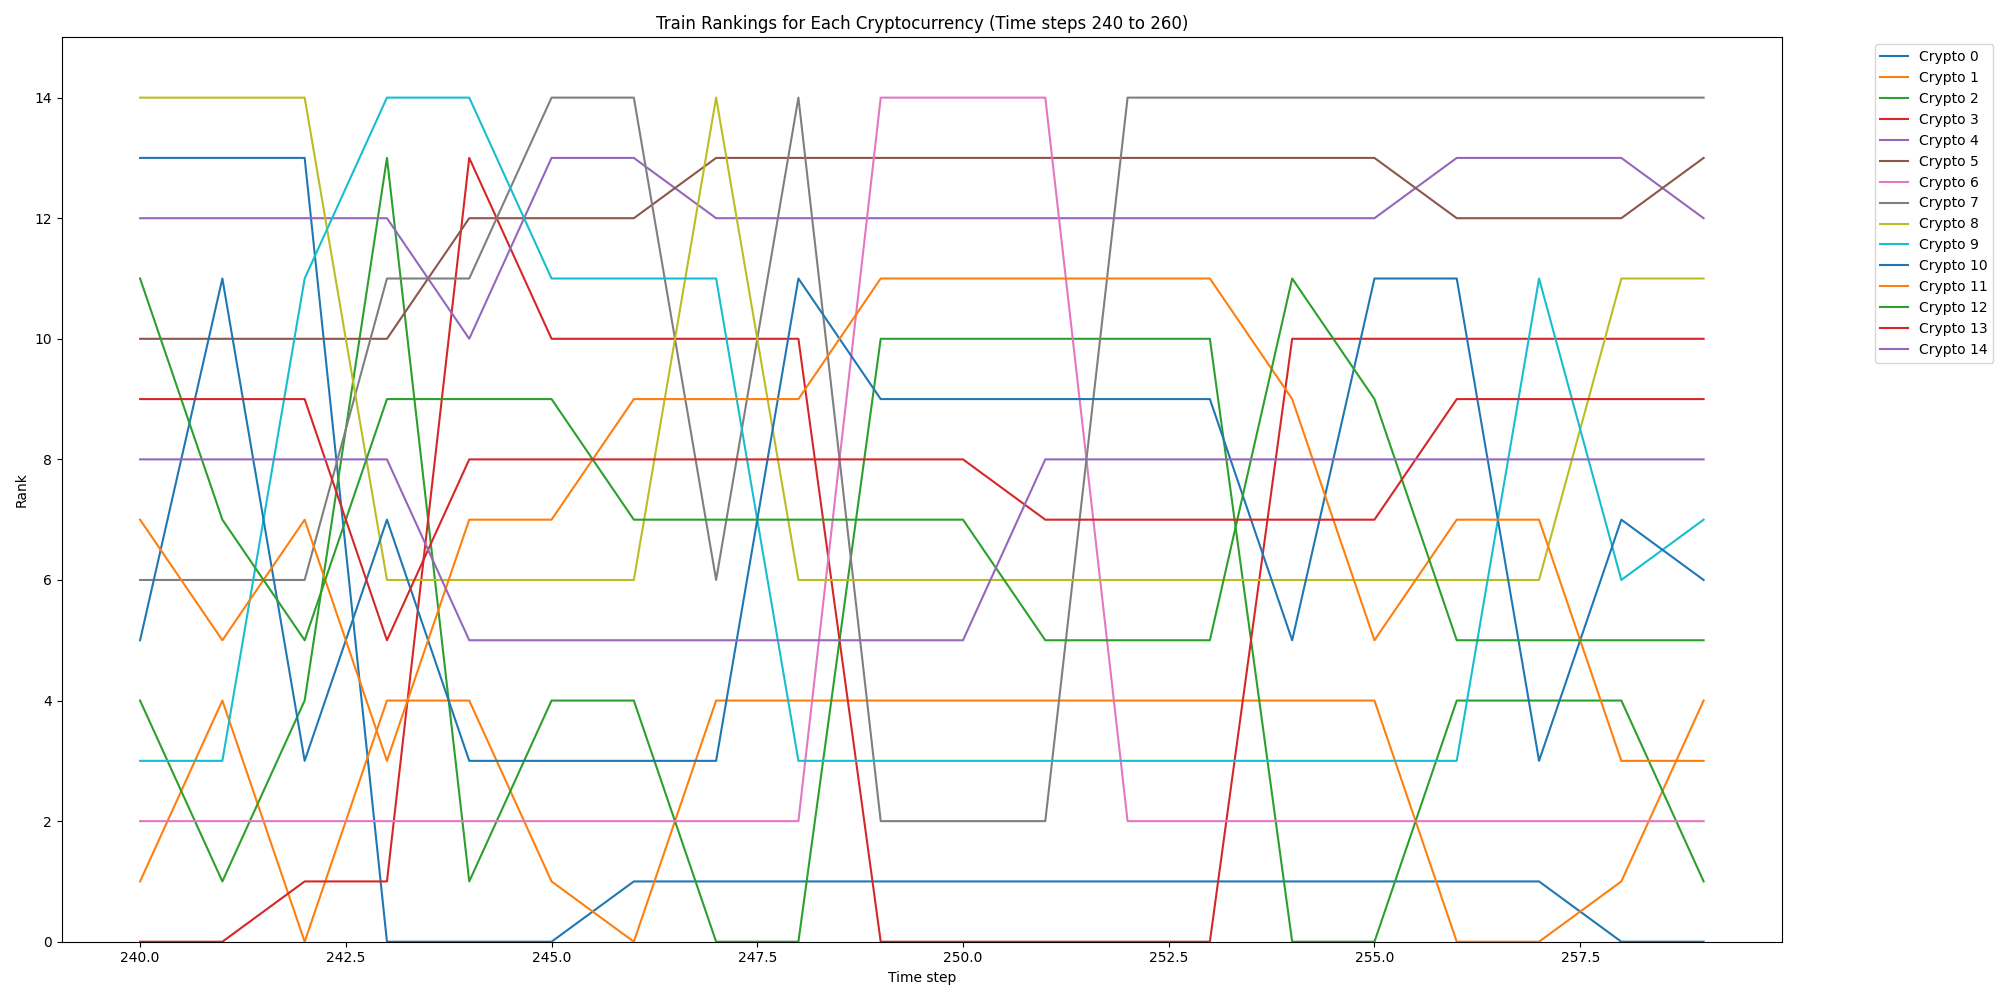 Train Rankings for Each Cryptocurrency (Time steps 240 to 260)
Rank
14
12
10
8
6
4
2
0
240.0 242.5 245.0 247.5 250.0 252.5 255.0 257.5
Time step
Crypto 0
Crypto 1
Crypto 2
Crypto 3
Crypto 4
Crypto 5
Crypto 6
Crypto 7
Crypto 8
Crypto 9
Crypto 10
Crypto 11
Crypto 12
Crypto 13
Crypto 14